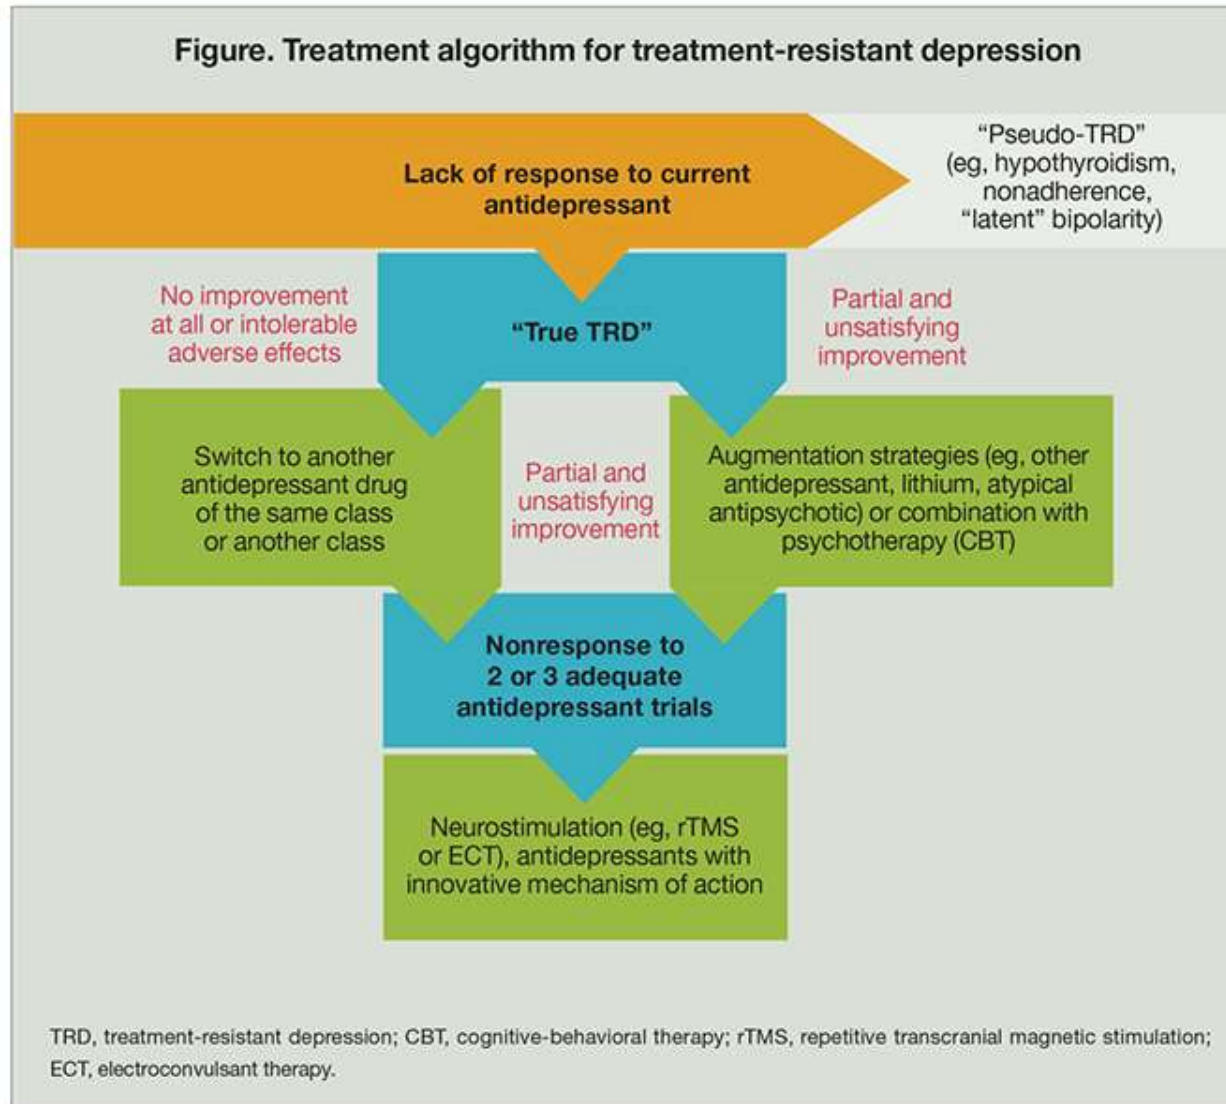 Figure. Treatment algorithm for treatment-resistant depression
Lack of response to current
antidepressant
“Pseudo-TRD”
(eg, hypothyroidism,
nonadherence,
“latent” bipolarity)
No improvement
at all or intolerable
adverse effects
“True TRD”
Partial and
unsatisfying
improvement
Switch to another
antidepressant drug
of the same class
or another class
Partial and
unsatisfying
improvement
Augmentation strategies (eg, other
antidepressant, lithium, atypical
antipsychotic) or combination with
psychotherapy (CBT)
Nonresponse to
2 or 3 adequate
antidepressant trials
Neurostimulation (eg, rTMS
or ECT), antidepressants with
innovative mechanism of action
TRD, treatment-resistant depression; CBT, cognitive-behavioral therapy; rTMS, repetitive transcranial magnetic stimulation;
ECT, electroconvulsant therapy.